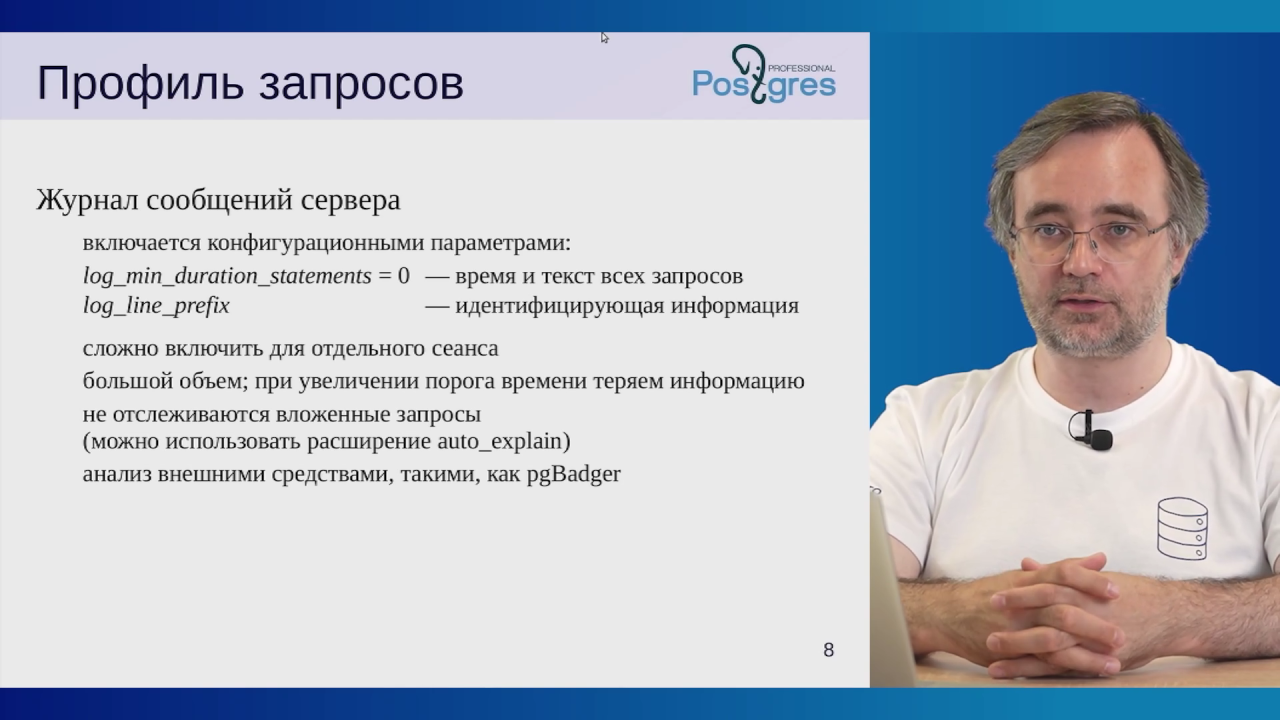 Профиль запросов
PROFESSIONAL
Postgres
Журнал сообщений сервера
включается конфигурационными параметрами:
log_min_duration_statements = 0 — время и текст всех запросов
log_line_prefix — идентифицирующая информация
сложно включить для отдельного сеанса
большой объем; при увеличении порога времени теряем информацию
не отслеживаются вложенные запросы
(можно использовать расширение auto_explain)
анализ внешними средствами, такими, как pgBadger
8